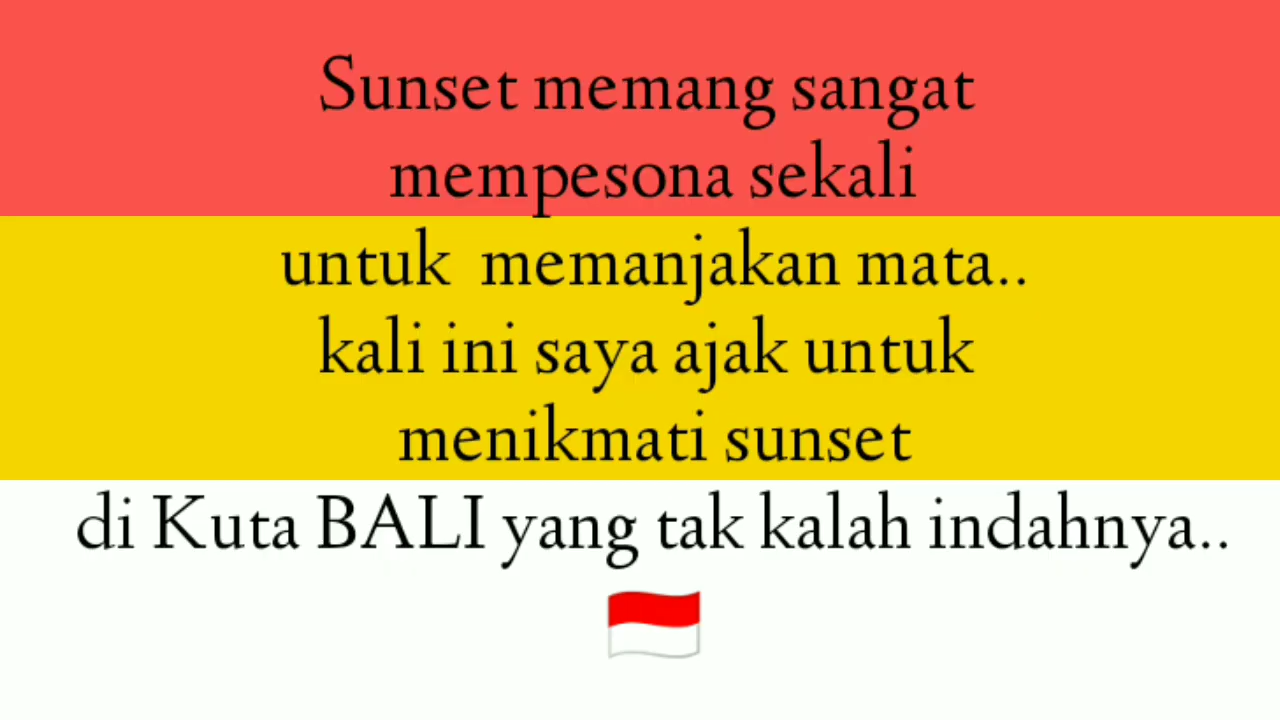 Sunset memang sangat
mempesona sekali
untuk memanjakan mata..
kali ini saya ajak untuk
menikmati sunset
di Kuta BALI yang tak kalah indahnya..
🇮🇩